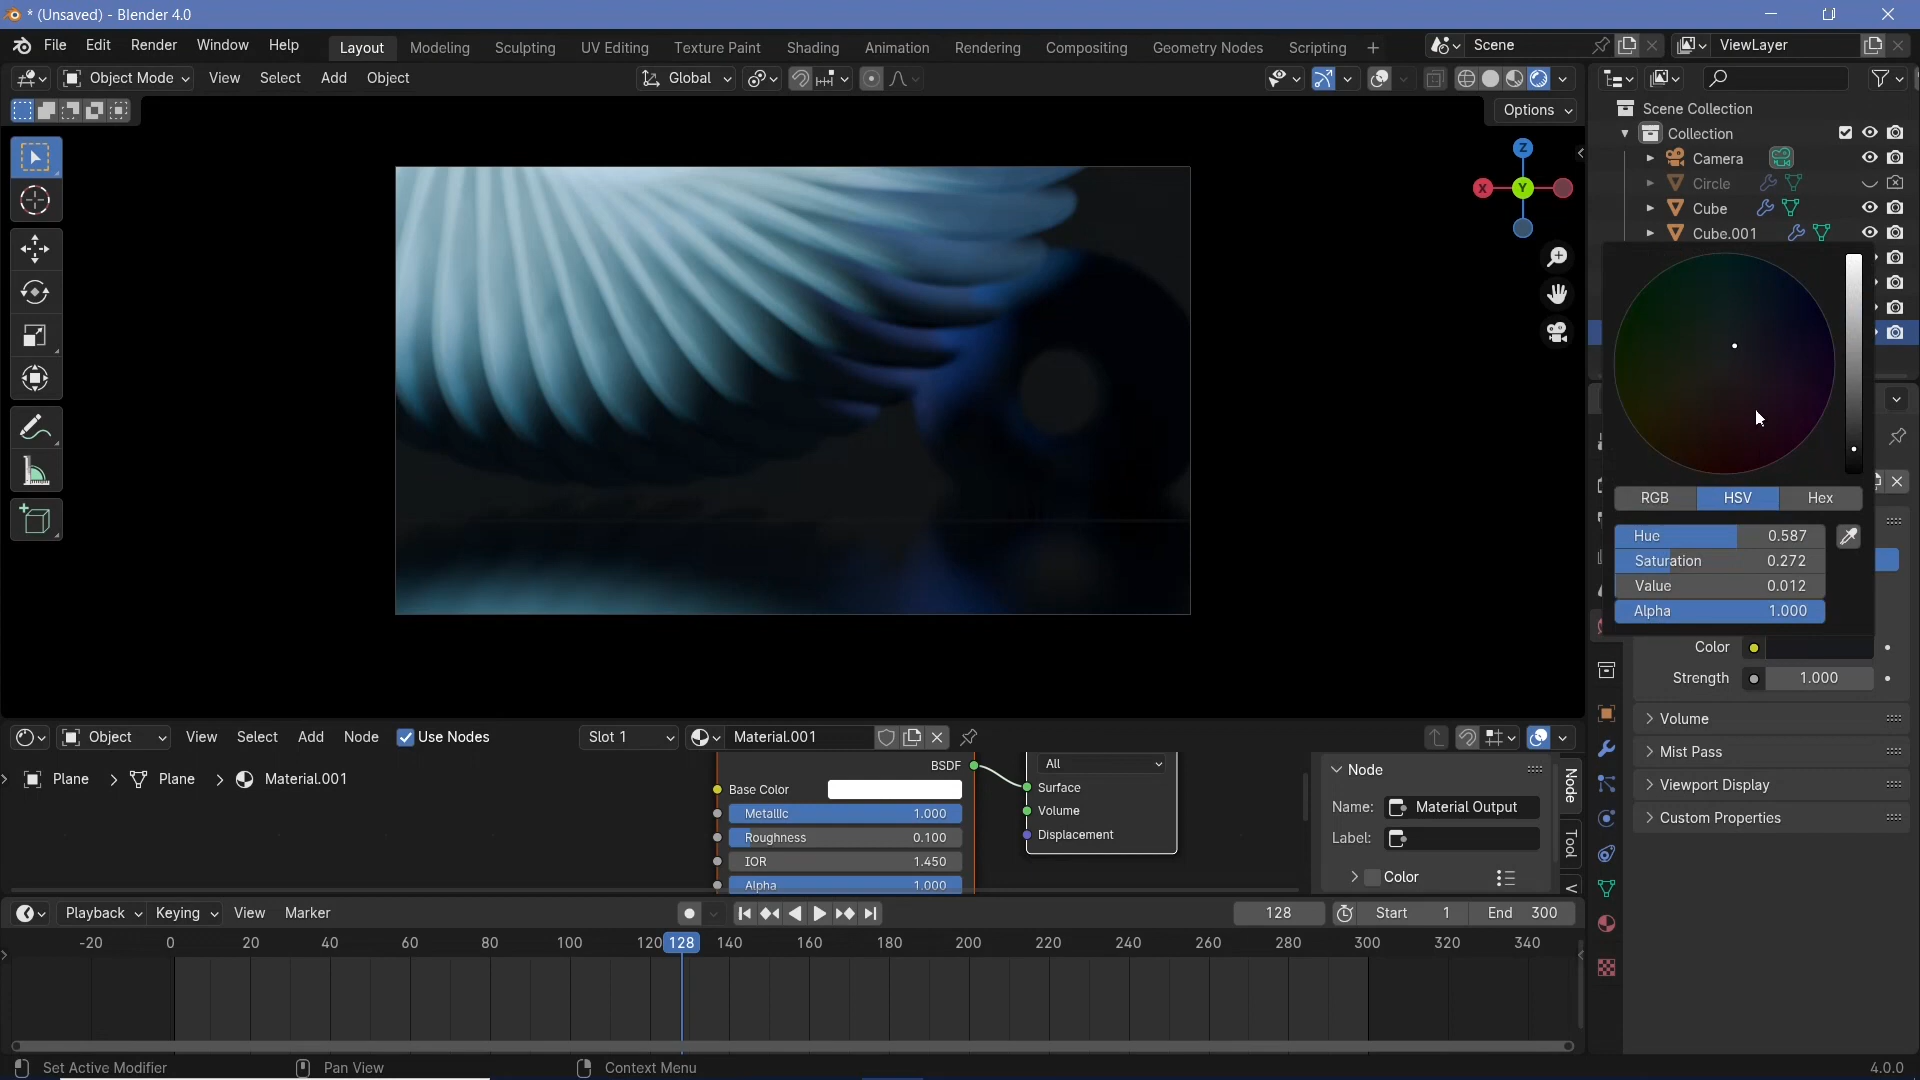 * (Unsaved) - Blender 4.0
File Edit Render Window Help Layout Modeling Sculpting UV Editing Texture Paint Shading Animation Rendering Compositing Geometry Nodes Scripting + Scene ViewLayer
Object Mode View Select Add Object Global
Options
Scene Collection
Collection
Camera
Circle
Cube
Cube.001
Z
X Y
RGB HSV Hex
Hue 0.587
Saturation 0.272
Value 0.012
Alpha 1.000
Color
Strength 1.000
Volume
Mist Pass
Viewport Display
Custom Properties
Object View Select Add Node Use Nodes Slot 1 Material.001
Plane > Plane > Material.001
BSDF
Base Color
Metallic 1.000
Roughness 0.100
IOR 1.450
Alpha 1.000
All
Surface
Volume
Displacement
Node
Name: Material Output
Label:
Color
Node
Tool
Playback Keying View Marker 128 Start 1 End 300
-20 0 20 40 60 80 100 120 128 140 160 180 200 220 240 260 280 300 320 340
Set Active Modifier Pan View Context Menu 4.0.0